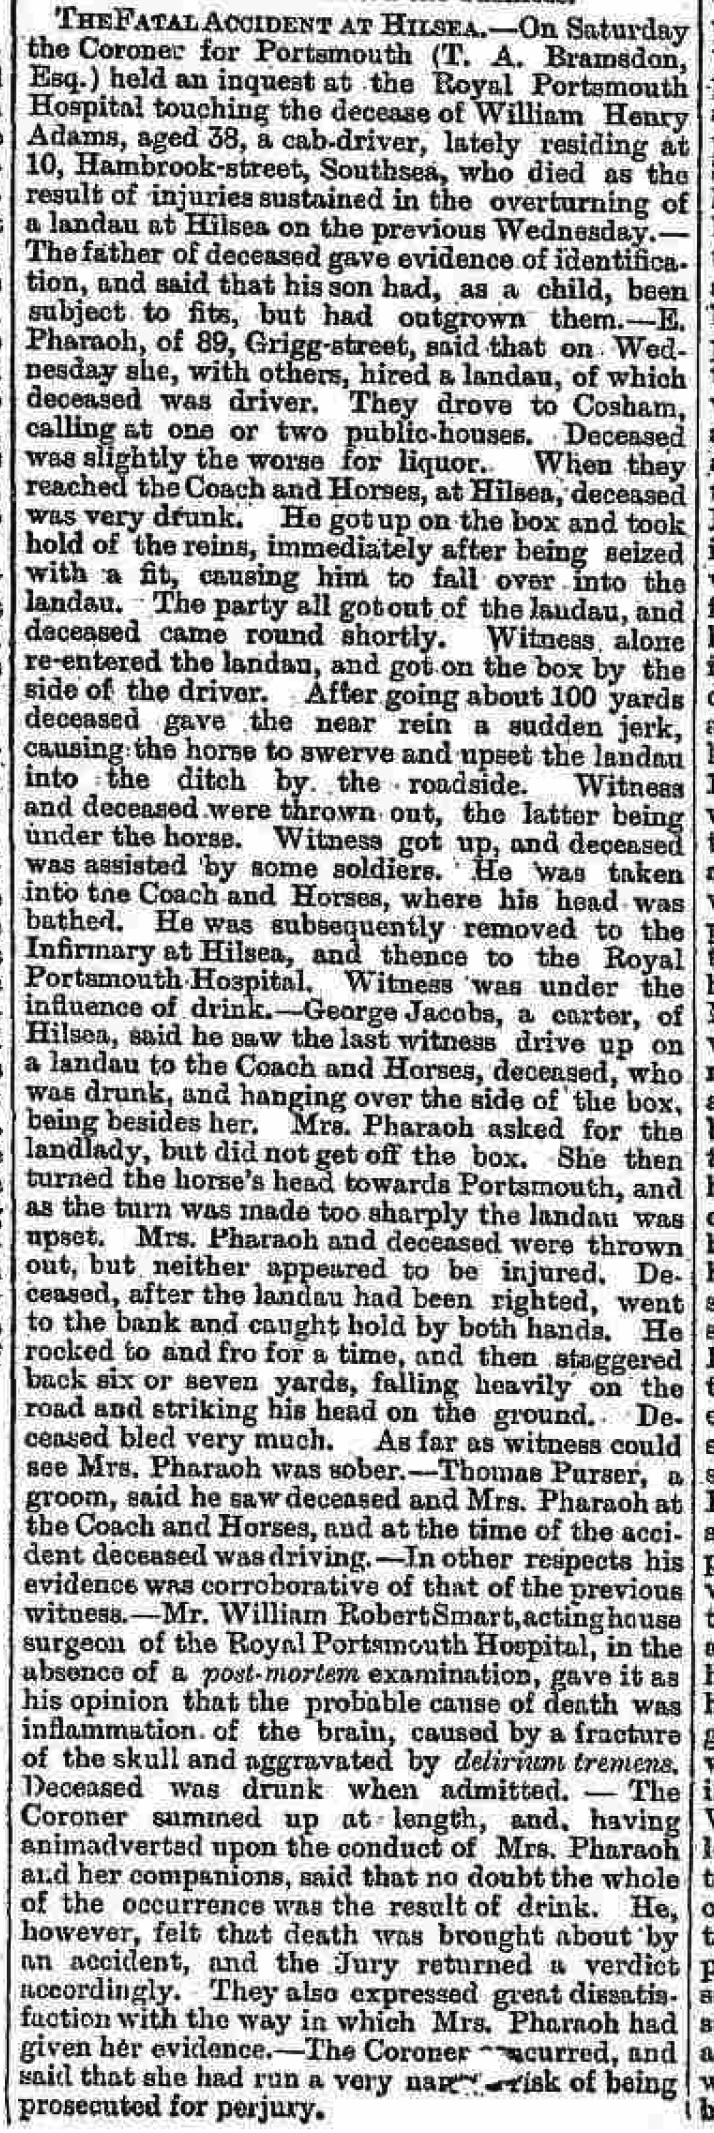 THE FATAL ACCIDENT AT HILSEA.—On Saturday
the Coroner for Portsmouth (T. A. Bramsdon,
Esq.) held an inquest at the Royal Portsmouth
Hospital touching the decease of William Henry
Adams, aged 38, a cab-driver, lately residing at
10, Hambrook-street, Southsea, who died as the
result of injuries sustained in the overturning of
a landau at Hilsea on the previous Wednesday.—
The father of deceased gave evidence of identifica-
tion, and said that his son had, as a child, been
subject to fits, but had outgrown them.—E.
Pharaoh, of 89, Grigg-street, said that on Wed-
nesday she, with others, hired a landau, of which
deceased was driver. They drove to Cosham,
calling at one or two public-houses. Deceased
was slightly the worse for liquor. When they
reached the Coach and Horses, at Hilsea, deceased
was very drunk. He got up on the box and took
hold of the reins, immediately after being seized
with a fit, causing him to fall over into the
landau. The party all got out of the landau, and
deceased came round shortly. Witness alone
re-entered the landau, and got on the box by the
side of the driver. After going about 100 yards
deceased gave the near rein a sudden jerk,
causing the horse to swerve and upset the landau
into the ditch by the roadside. Witness
and deceased were thrown out, the latter being
under the horse. Witness got up, and deceased
was assisted by some soldiers. He was taken
into the Coach and Horses, where his head was
bathed. He was subsequently removed to the
Infirmary at Hilsea, and thence to the Royal
Portsmouth Hospital. Witness was under the
influence of drink.—George Jacobs, a carter, of
Hilsea, said he saw the last witness drive up on
a landau to the Coach and Horses, deceased, who
was drunk, and hanging over the side of the box,
being besides her. Mrs. Pharaoh asked for the
landlady, but did not get off the box. She then
turned the horse's head towards Portsmouth, and
as the turn was made too sharply the landau was
upset. Mrs. Pharaoh and deceased were thrown
out, but neither appeared to be injured. De-
ceased, after the landau had been righted, went
to the bank and caught hold by both hands. He
rocked to and fro for a time, and then staggered
back six or seven yards, falling heavily on the
road and striking his head on the ground. De-
ceased bled very much. As far as witness could
see Mrs. Pharaoh was sober.—Thomas Purser, a
groom, said he saw deceased and Mrs. Pharaoh at
the Coach and Horses, and at the time of the acci-
dent deceased was driving.—In other respects his
evidence was corroborative of that of the previous
witness.—Mr. William Robert Smart, acting house
surgeon of the Royal Portsmouth Hospital, in the
absence of a post-mortem examination, gave it as
his opinion that the probable cause of death was
inflammation of the brain, caused by a fracture
of the skull and aggravated by delirium tremens.
Deceased was drunk when admitted. — The
Coroner summed up at length, and, having
animadverted upon the conduct of Mrs. Pharaoh
and her companions, said that no doubt the whole
of the occurrence was the result of drink. He,
however, felt that death was brought about by
an accident, and the Jury returned a verdict
accordingly. They also expressed great dissatis-
faction with the way in which Mrs. Pharaoh had
given her evidence.—The Coroner and
said that she had run a very risk of being
prosecuted for perjury.